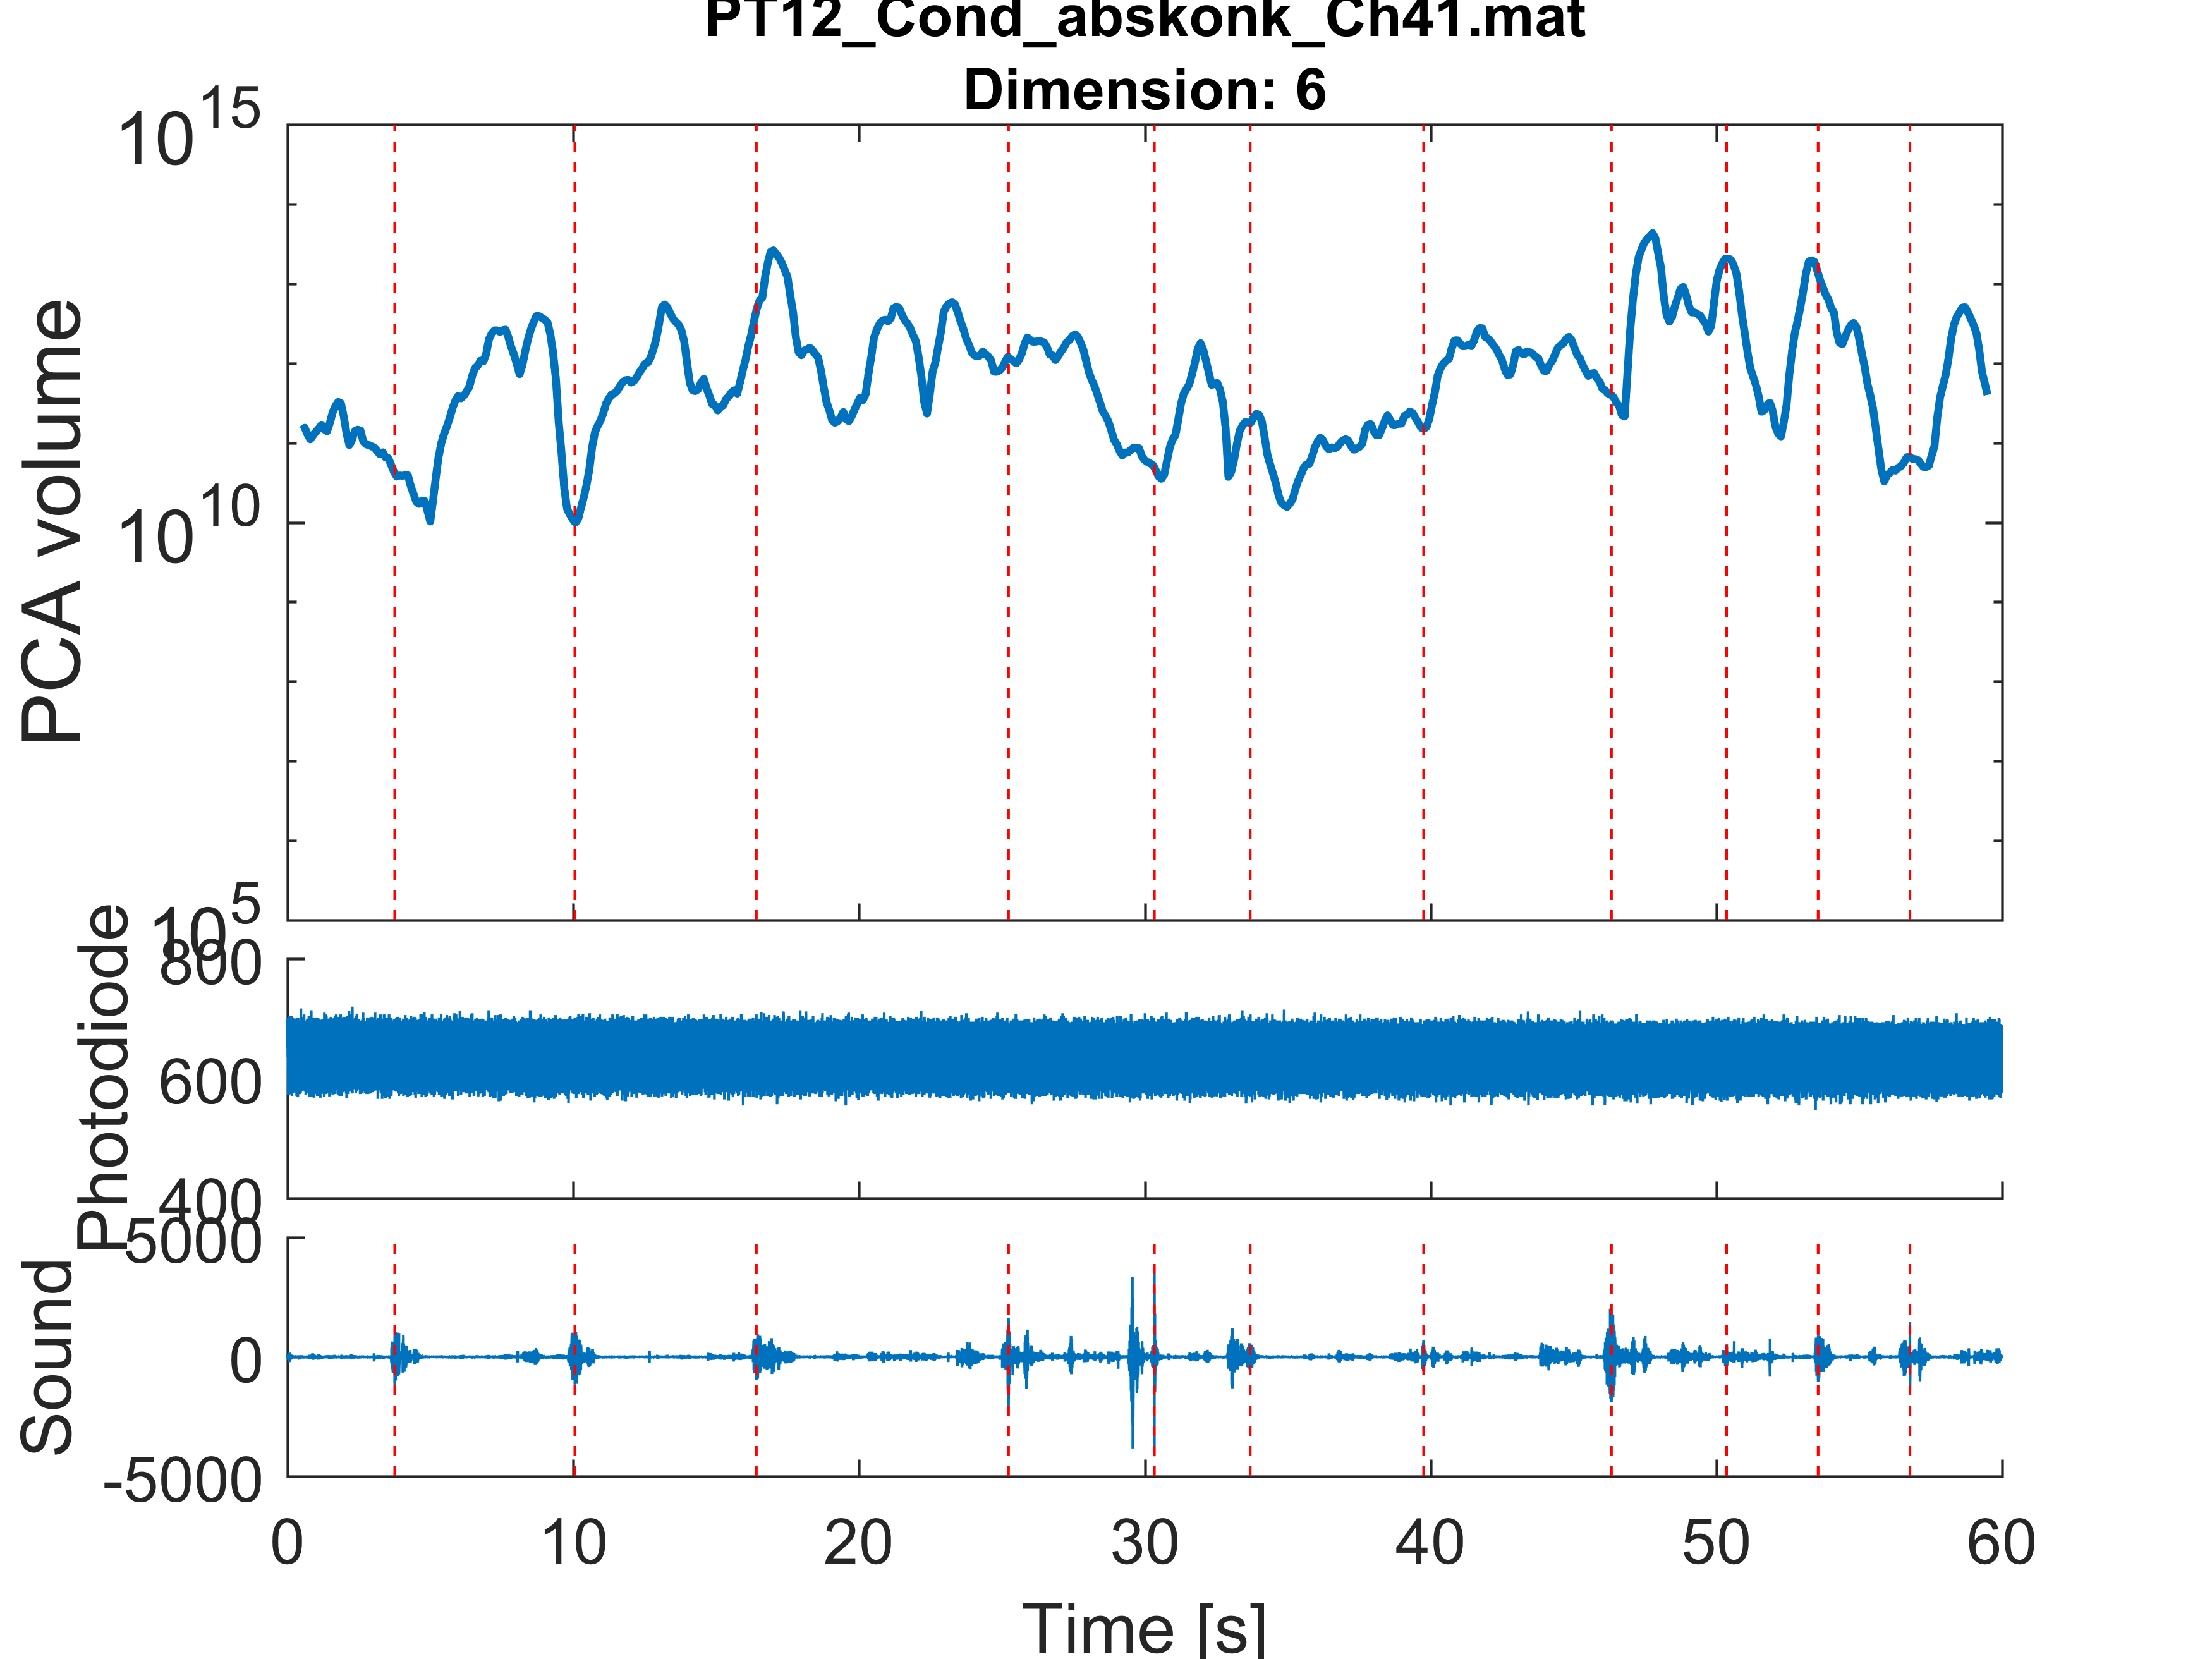 PT12_Cond_abskonk_Ch41.mat
Dimension: 6
10^15
10^10
10^5
PCA volume
800
600
400
Photodiode
5000
0
-5000
Sound
0 10 20 30 40 50 60
Time [s]